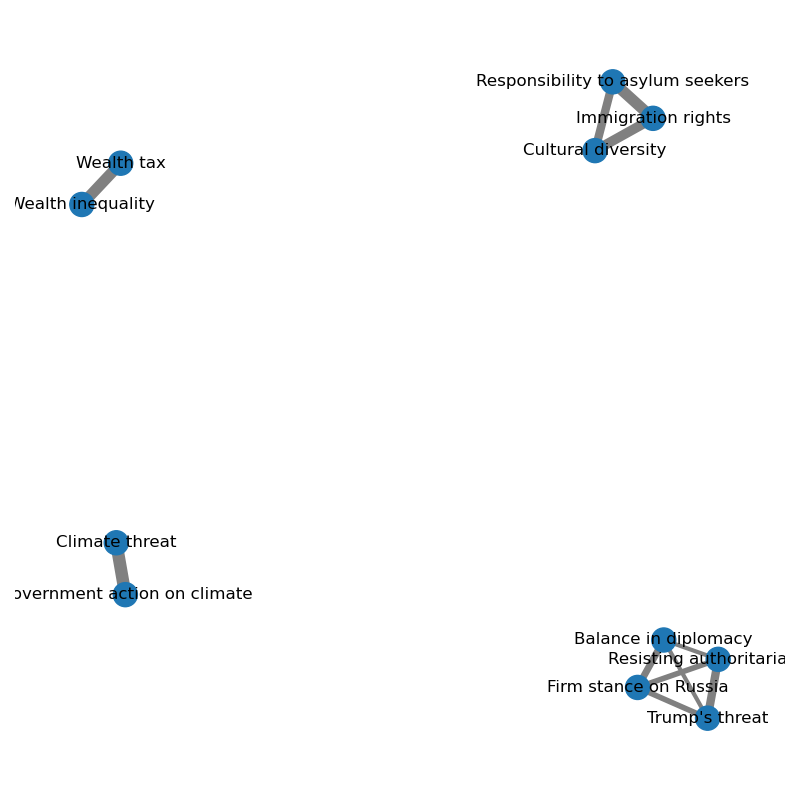 Responsibility to asylum seekers
Immigration rights
Cultural diversity
Wealth tax
Wealth inequality
Climate threat
overnment action on climate
Balance in diplomacy
Resisting authoritaria
Firm stance on Russia
Trump's threat